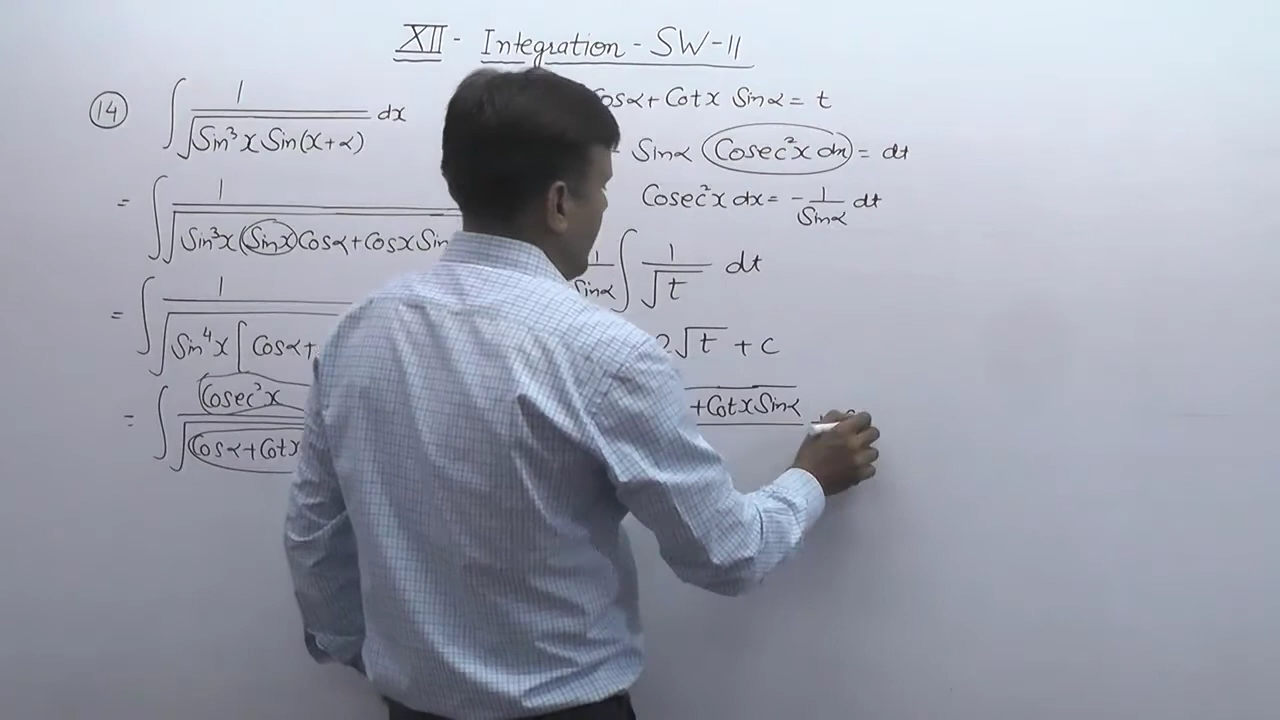 XII - Integration - SW-11
14 ∫ 1/√(Sin³x Sin(x+α)) dx
= ∫ 1/√(Sin³x (Sinx) Cosα + Cosx Sin
= ∫ 1/√(Sin⁴x [Cosα +
= ∫ Cosec²x/√(Cosα + Cotx
Cosα + Cotx Sinα = t
- Sinα (Cosec²x dx) = dt
Cosec²x dx = - 1/Sinα dt
1/Sinα ∫ 1/√t dt
2√t + c
+Cotx Sinα +